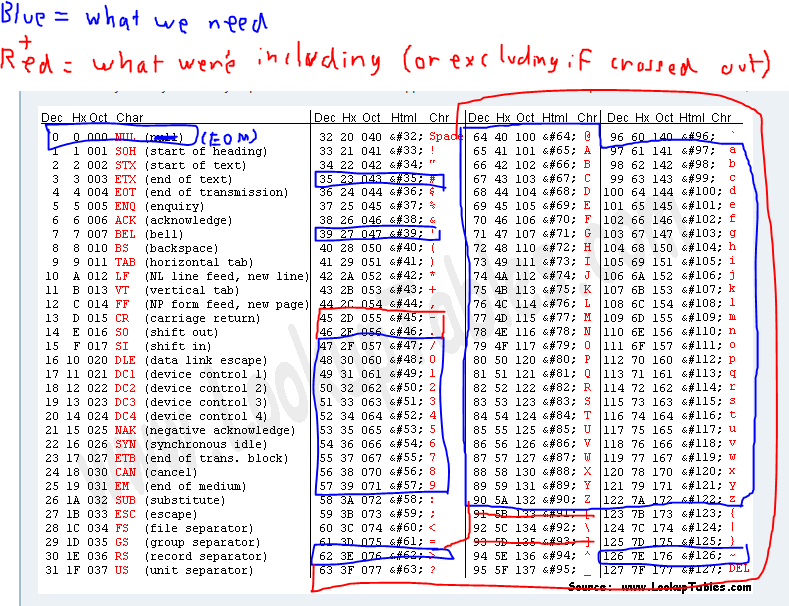 Blue = what we need
+
Red = what we're including (or excluding if crossed out)
Dec Hx Oct Char Dec Hx Oct Html Chr Dec Hx Oct Html Chr Dec Hx Oct Html Chr
0 0 000 NUL (null) (EOM) 32 20 040 &#32; Space 64 40 100 &#64; @ 96 60 140 &#96; `
1 1 001 SOH (start of heading) 33 21 041 &#33; ! 65 41 101 &#65; A 97 61 141 &#97; a
2 2 002 STX (start of text) 34 22 042 &#34; " 66 42 102 &#66; B 98 62 142 &#98; b
3 3 003 ETX (end of text) 35 23 043 &#35; # 67 43 103 &#67; C 99 63 143 &#99; c
4 4 004 EOT (end of transmission) 36 24 044 &#36; $ 68 44 104 &#68; D 100 64 144 &#100; d
5 5 005 ENQ (enquiry) 37 25 045 &#37; % 69 45 105 &#69; E 101 65 145 &#101; e
6 6 006 ACK (acknowledge) 38 26 046 &#38; & 70 46 106 &#70; F 102 66 146 &#102; f
7 7 007 BEL (bell) 39 27 047 &#39; ' 71 47 107 &#71; G 103 67 147 &#103; g
8 8 010 BS (backspace) 40 28 050 &#40; ( 72 48 110 &#72; H 104 68 150 &#104; h
9 9 011 TAB (horizontal tab) 41 29 051 &#41; ) 73 49 111 &#73; I 105 69 151 &#105; i
10 A 012 LF (NL line feed, new line) 42 2A 052 &#42; * 74 4A 112 &#74; J 106 6A 152 &#106; j
11 B 013 VT (vertical tab) 43 2B 053 &#43; + 75 4B 113 &#75; K 107 6B 153 &#107; k
12 C 014 FF (NP form feed, new page) 44 2C 054 &#44; , 76 4C 114 &#76; L 108 6C 154 &#108; l
13 D 015 CR (carriage return) 45 2D 055 &#45; - 77 4D 115 &#77; M 109 6D 155 &#109; m
14 E 016 SO (shift out) 46 2E 056 &#46; . 78 4E 116 &#78; N 110 6E 156 &#110; n
15 F 017 SI (shift in) 47 2F 057 &#47; / 79 4F 117 &#79; O 111 6F 157 &#111; o
16 10 020 DLE (data link escape) 48 30 060 &#48; 0 80 50 120 &#80; P 112 70 160 &#112; p
17 11 021 DC1 (device control 1) 49 31 061 &#49; 1 81 51 121 &#81; Q 113 71 161 &#113; q
18 12 022 DC2 (device control 2) 50 32 062 &#50; 2 82 52 122 &#82; R 114 72 162 &#114; r
19 13 023 DC3 (device control 3) 51 33 063 &#51; 3 83 53 123 &#83; S 115 73 163 &#115; s
20 14 024 DC4 (device control 4) 52 34 064 &#52; 4 84 54 124 &#84; T 116 74 164 &#116; t
21 15 025 NAK (negative acknowledge) 53 35 065 &#53; 5 85 55 125 &#85; U 117 75 165 &#117; u
22 16 026 SYN (synchronous idle) 54 36 066 &#54; 6 86 56 126 &#86; V 118 76 166 &#118; v
23 17 027 ETB (end of trans. block) 55 37 067 &#55; 7 87 57 127 &#87; W 119 77 167 &#119; w
24 18 030 CAN (cancel) 56 38 070 &#56; 8 88 58 130 &#88; X 120 78 170 &#120; x
25 19 031 EM (end of medium) 57 39 071 &#57; 9 89 59 131 &#89; Y 121 79 171 &#121; y
26 1A 032 SUB (substitute) 58 3A 072 &#58; : 90 5A 132 &#90; Z 122 7A 172 &#122; z
27 1B 033 ESC (escape) 59 3B 073 &#59; ; 91 5B 133 &#91; [ 123 7B 173 &#123; {
28 1C 034 FS (file separator) 60 3C 074 &#60; < 92 5C 134 &#92; \ 124 7C 174 &#124; |
29 1D 035 GS (group separator) 61 3D 075 &#61; = 93 5D 135 &#93; ] 125 7D 175 &#125; }
30 1E 036 RS (record separator) 62 3E 076 &#62; > 94 5E 136 &#94; ^ 126 7E 176 &#126; ~
31 1F 037 US (unit separator) 63 3F 077 &#63; ? 95 5F 137 &#95; _ 127 7F 177 &#127; DEL
Source: www.LookupTables.com
www.LookupTables.com